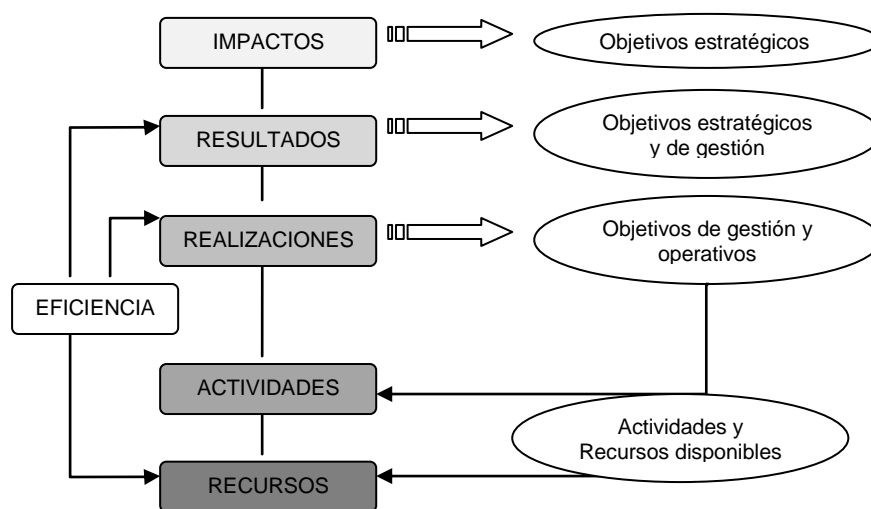 IMPACTOS
Objetivos estratégicos
RESULTADOS
Objetivos estratégicos
y de gestión
REALIZACIONES
Objetivos de gestión y
operativos
EFICIENCIA
ACTIVIDADES
Actividades y
Recursos disponibles
RECURSOS